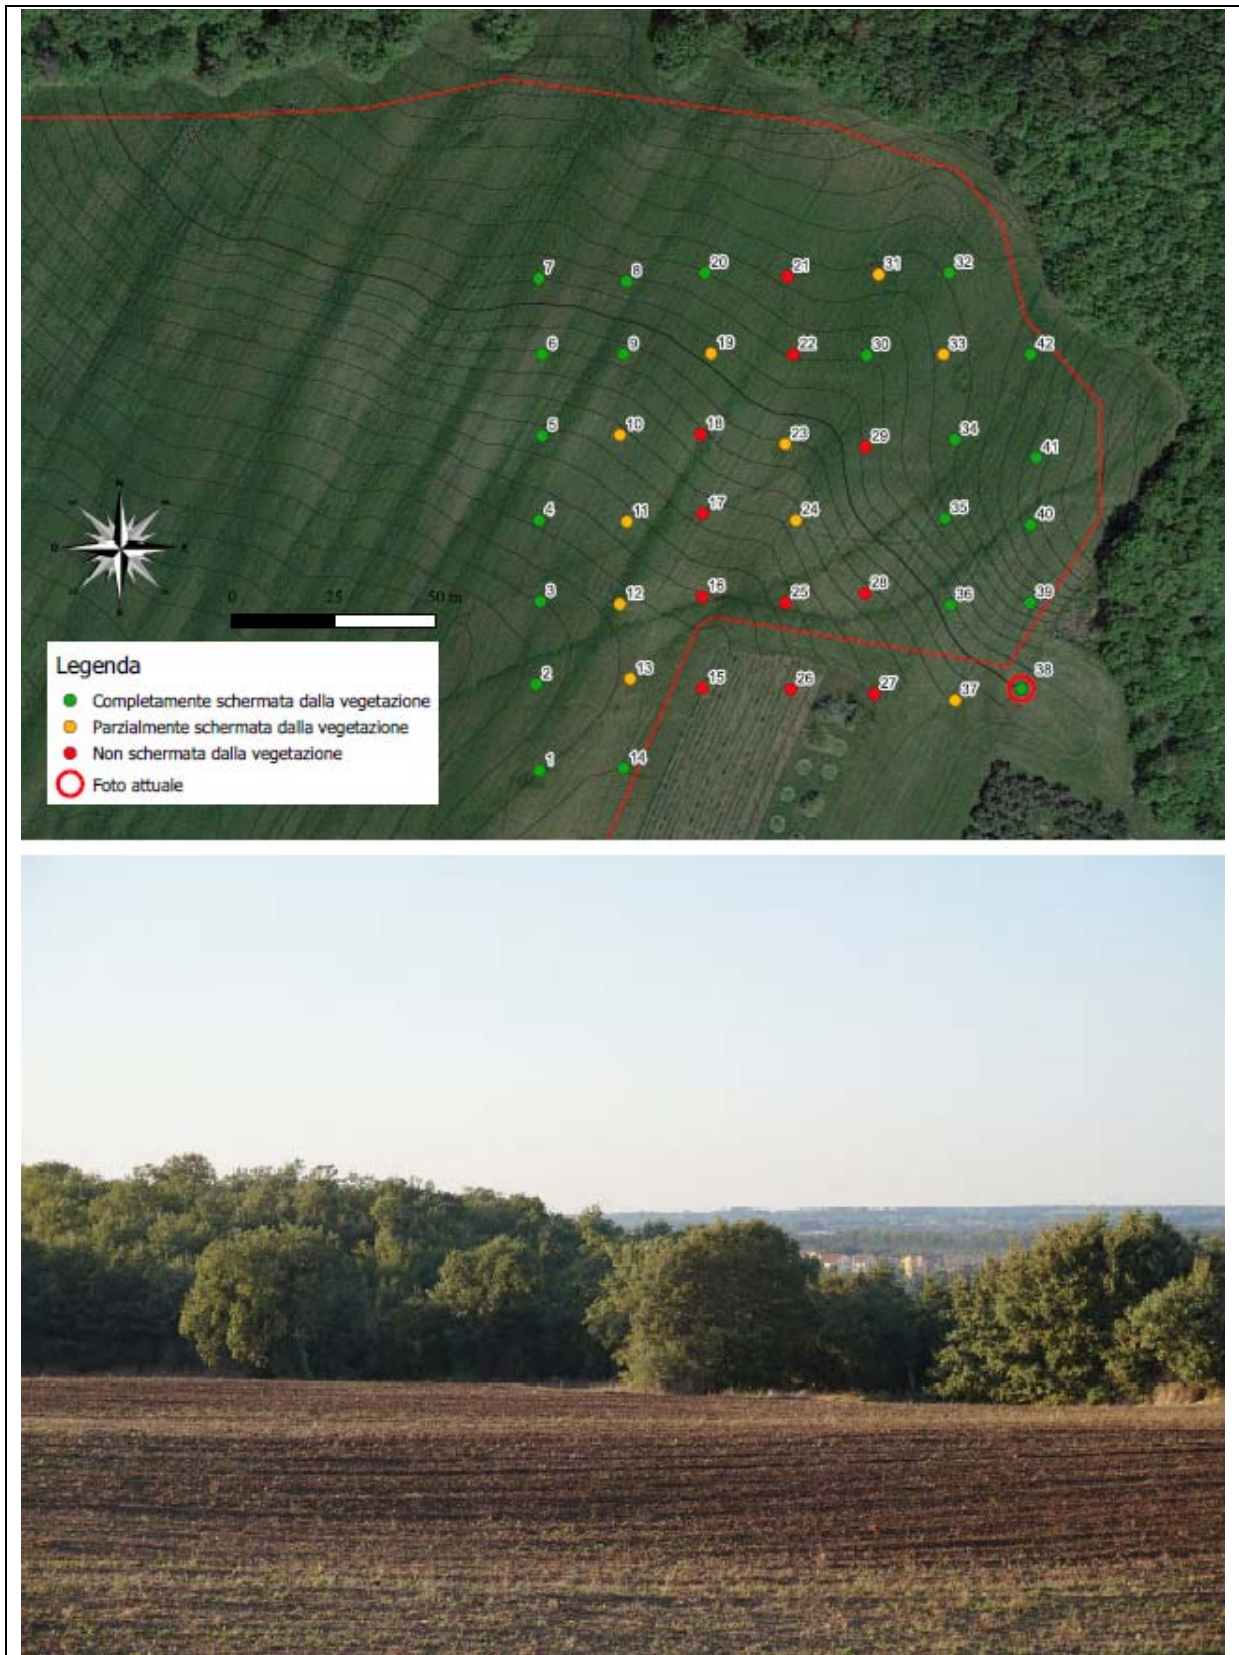 7 8 20 21 31 32
6 9 19 22 30 33 42
5 10 18 23 29 34 41
4 11 17 24 35 40
3 12 16 25 28 36 39
2 13 15 26 27 37 38
1 14
N
0 25 50 m
Legenda
Completamente schermata dalla vegetazione
Parzialmente schermata dalla vegetazione
Non schermata dalla vegetazione
Foto attuale